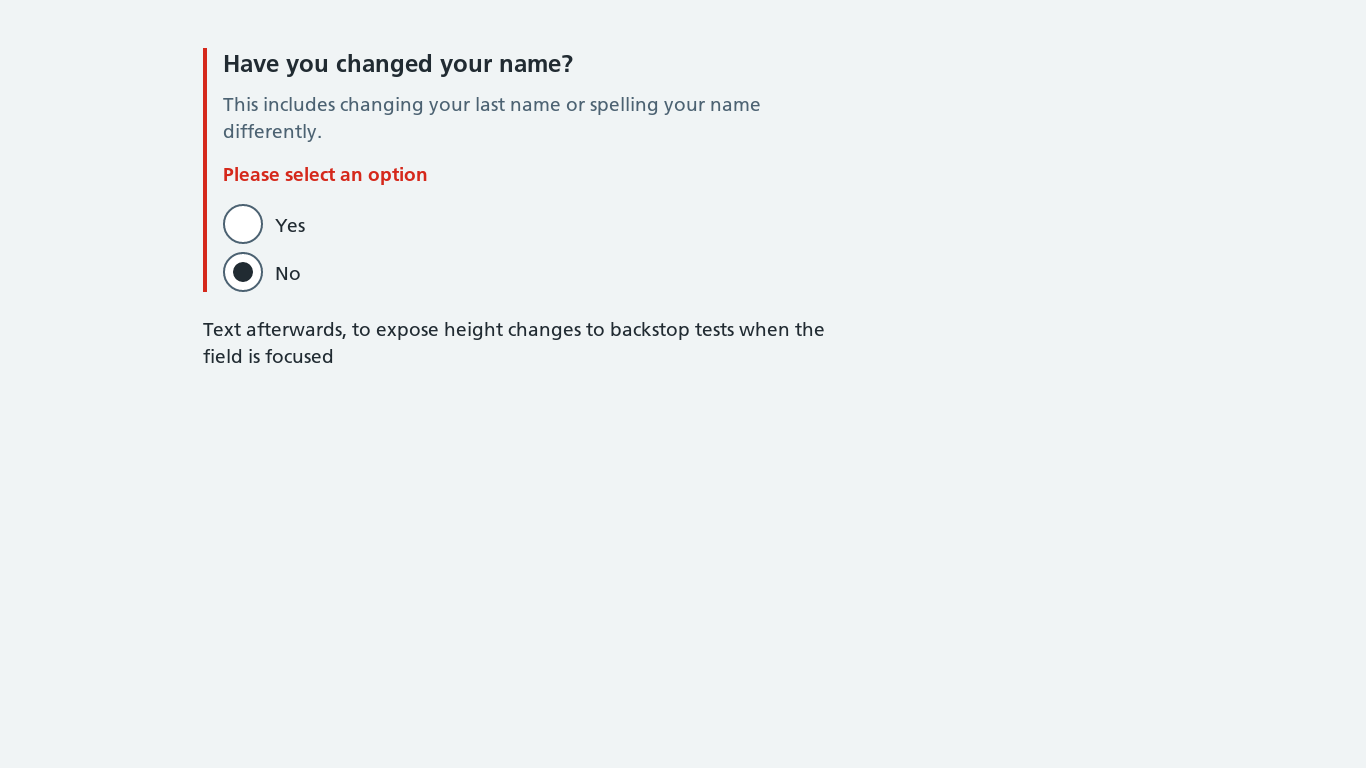 Have you changed your name?
This includes changing your last name or spelling your name
differently.
Please select an option
Yes
No
Text afterwards, to expose height changes to backstop tests when the
field is focused